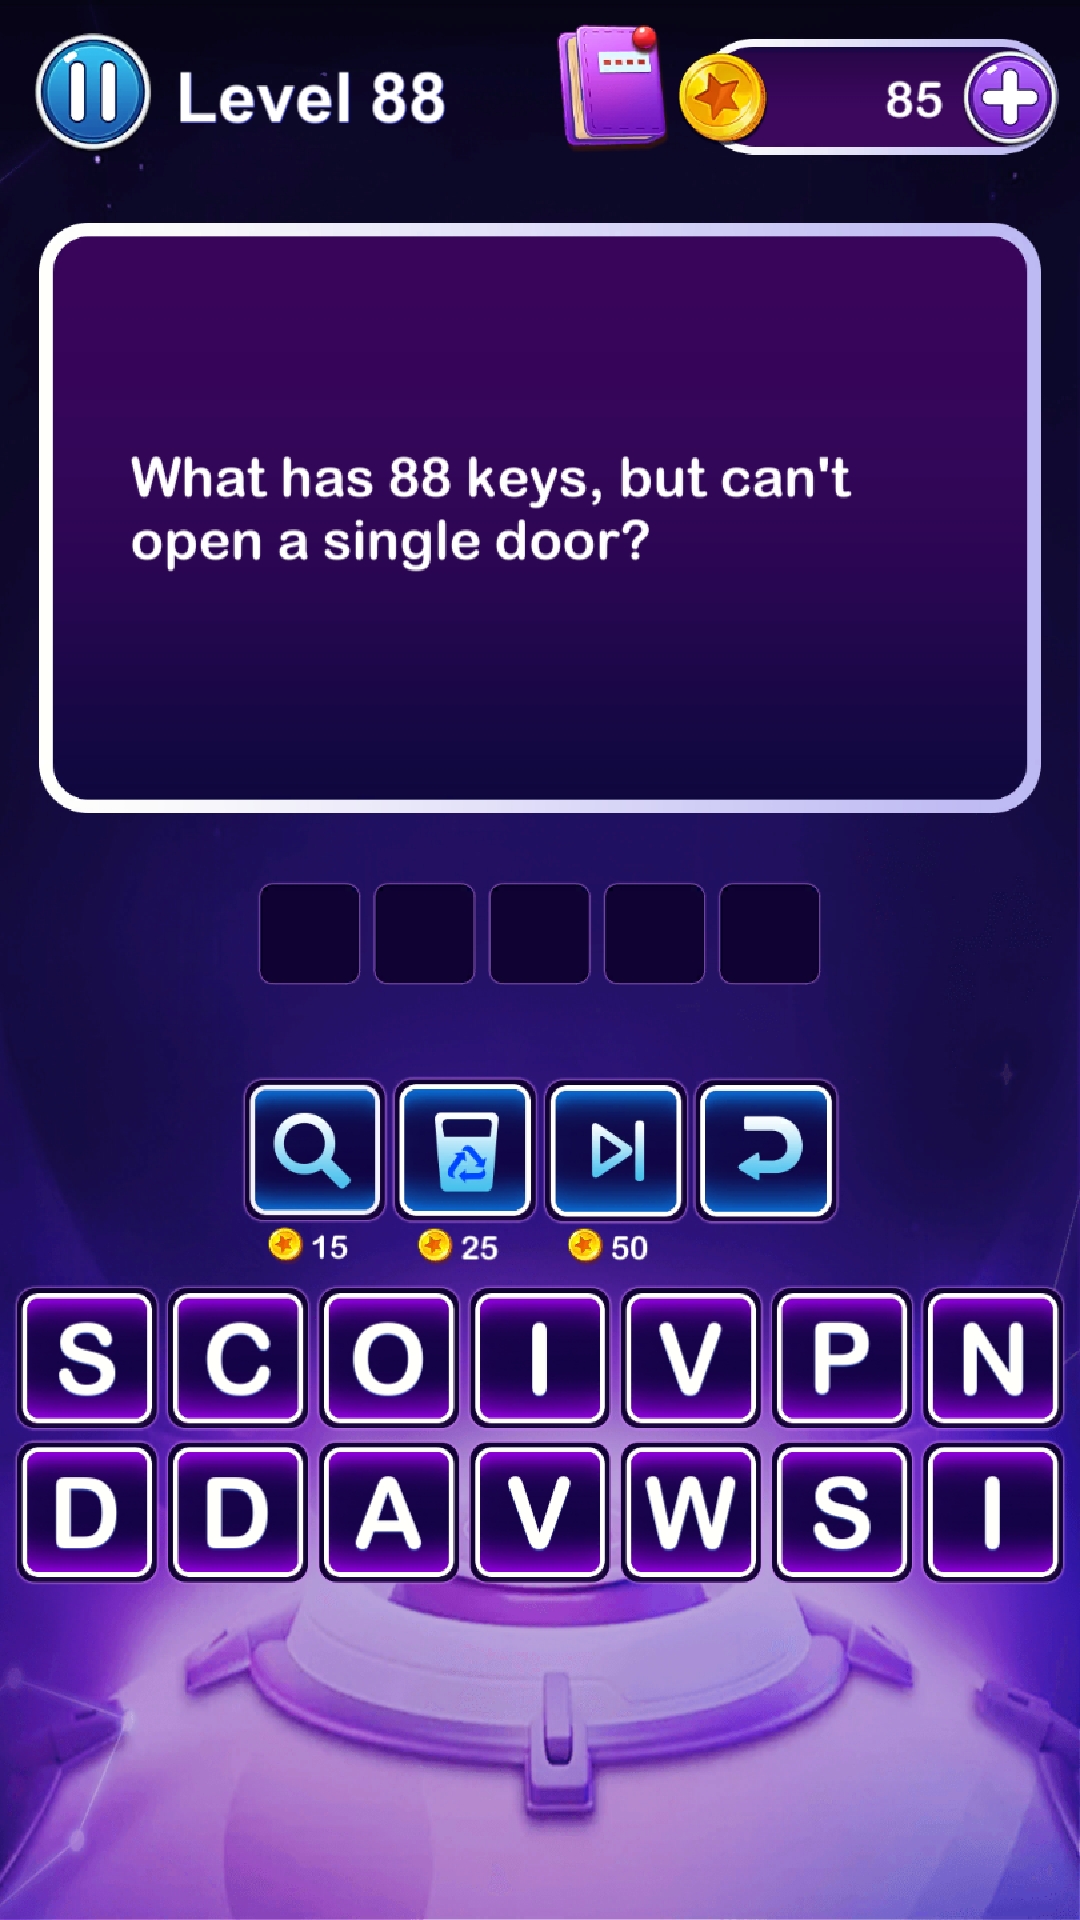 Level 88
85
What has 88 keys, but can't
open a single door?
15 25 50
S C O I V P N
D D A V W S I